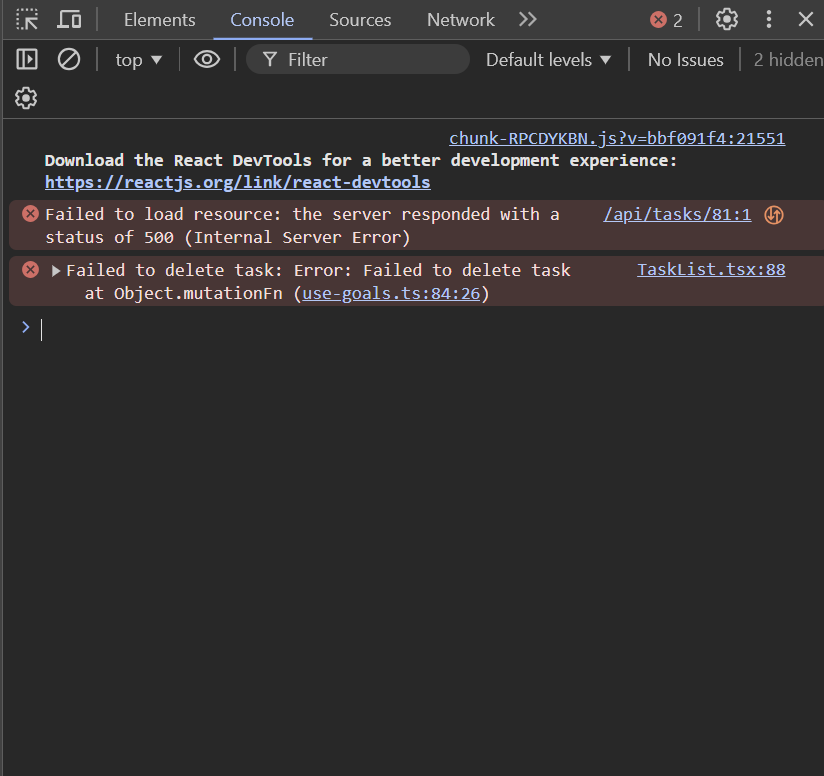 Elements Console Sources Network 2
top Filter Default levels No Issues 2 hidden
chunk-RPCDYKBN.js?v=bbf091f4:21551
Download the React DevTools for a better development experience:
https://reactjs.org/link/react-devtools
Failed to load resource: the server responded with a /api/tasks/81:1
status of 500 (Internal Server Error)
Failed to delete task: Error: Failed to delete task TaskList.tsx:88
at Object.mutationFn (use-goals.ts:84:26)